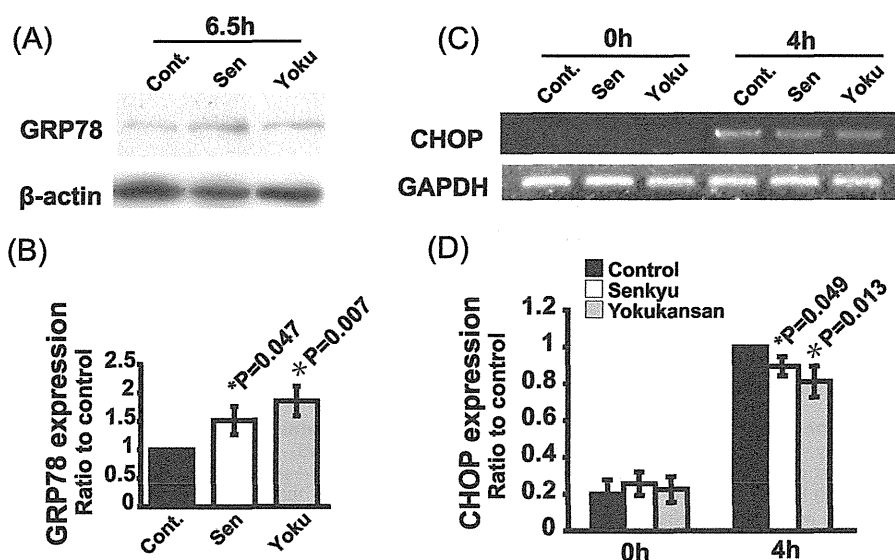 (A)
6.5h
Cont. Sen Yoku
GRP78
β-actin
(B)
GRP78 expression
Ratio to control
2.5
2
1.5
1
0.5
0
*P=0.047
*P=0.007
Cont. Sen Yoku
(C)
0h 4h
Cont. Sen Yoku Cont. Sen Yoku
CHOP
GAPDH
(D)
Control
Senkyu
Yokukansan
CHOP expression
Ratio to control
1.2
1
0.8
0.6
0.4
0.2
0
*P=0.049
*P=0.013
0h 4h